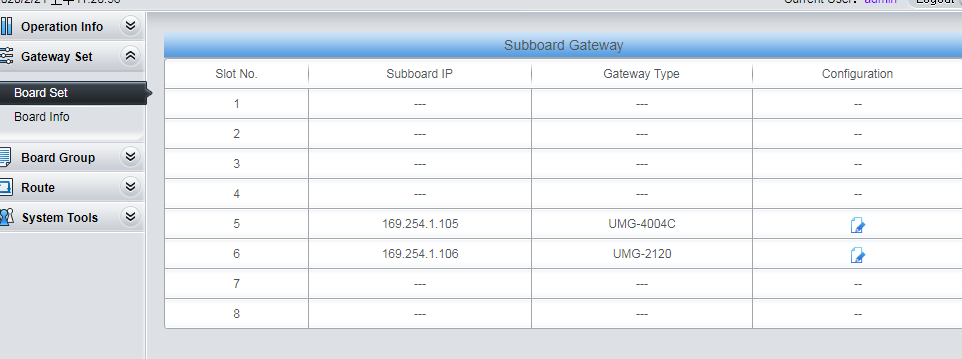 Current User: admin Logout
Operation Info
Gateway Set
Board Set
Board Info
Board Group
Route
System Tools
Subboard Gateway
Slot No. Subboard IP Gateway Type Configuration
1 --- --- --
2 --- --- --
3 --- --- --
4 --- --- --
5 169.254.1.105 UMG-4004C
6 169.254.1.106 UMG-2120
7 --- --- --
8 --- --- --